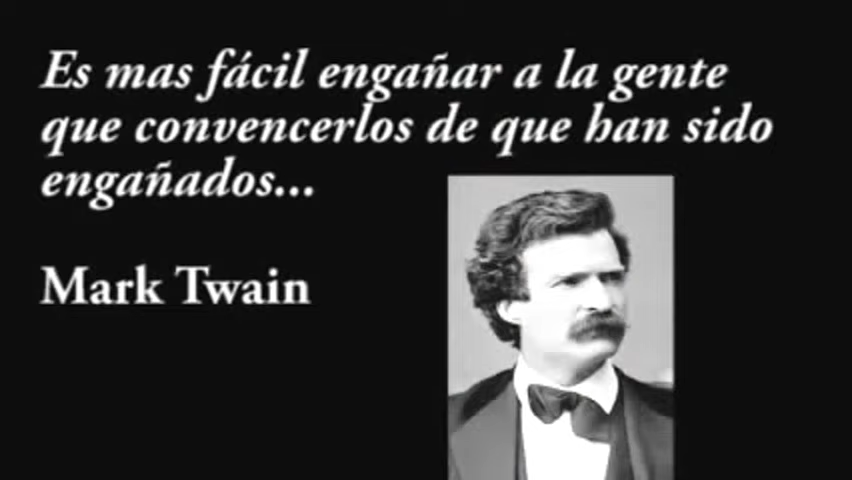 Es mas fácil engañar a la gente
que convencerlos de que han sido
engañados...
Mark Twain